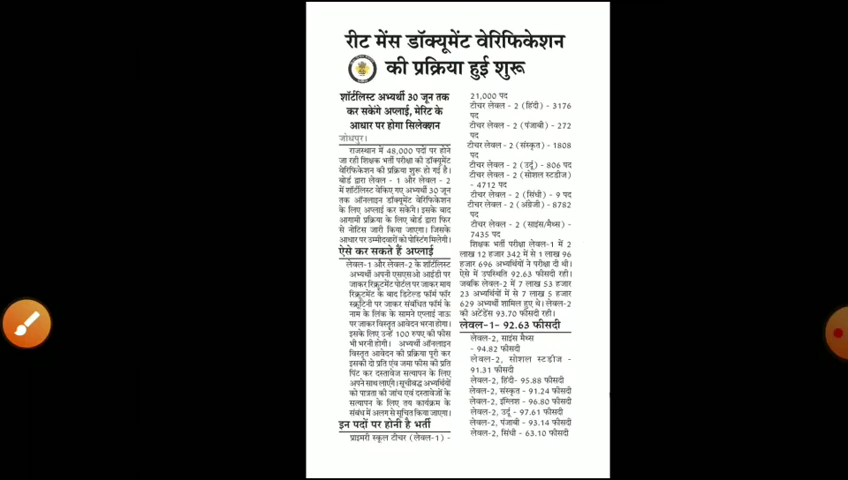 रीट मेंस डॉक्यूमेंट वेरिफिकेशन
की प्रक्रिया हुई शुरू
शॉर्टलिस्ट अभ्यर्थी 30 जून तक
कर सकेंगे अप्लाई, मेरिट के
आधार पर होगा सिलेक्शन
जोधपुर।
राजस्थान में 48,000 पदों पर होने
जा रही शिक्षक भर्ती परीक्षा की डॉक्यूमेंट
वेरिफिकेशन की प्रक्रिया शुरू हो गई है।
बोर्ड द्वारा लेवल - 1 और लेवल - 2
में शॉर्टलिस्ट वेकिए गए अभ्यर्थी 30 जून
तक ऑनलाइन डॉक्यूमेंट वेरिफिकेशन
के लिए अप्लाई कर सकेंगे। इसके बाद
आगामी प्रक्रिया के लिए बोर्ड द्वारा फिर
से नोटिस जारी किया जाएगा। जिसके
आधार पर उम्मीदवारों को पोस्टिंग मिलेगी।
ऐसे कर सकते हैं अप्लाई
लेवल-1 और लेवल-2 के शॉर्टलिस्ट
अभ्यर्थी अपनी एसएसओ आईडी पर
जाकर रिक्रूटमेंट पोर्टल पर जाकर माय
रिक्रूटमेंट के बाद डिटेल्ड फॉर्म फॉर
स्क्रूटिनी पर जाकर संबधित फॉर्म के
नाम के लिंक के सामने एप्लाई नाऊ
पर जाकर विस्तृत आवेदन भरना होगा।
इसके लिए उन्हें 100 रुपए की फीस
भी भरनी होगी। अभ्यर्थी ऑनलाइन
विस्तृत आवेदन की प्रक्रिया पूरी कर
इसकी दो प्रति एंव जमा फीस की प्रति
पिंट कर दस्तावेज सत्यापन के लिए
अपने साथ लाएंगे। सूचीबद्ध अभ्यर्थियों
को पात्रता की जांच एवं दस्तावेजों के
सत्यापन के लिए तय कार्यक्रम के
संबंध में अलग से सूचित किया जाएगा।
इन पदों पर होनी है भर्ती
प्राइमरी स्कूल टीचर (लेवल-1) -
21,000 पद
टीचर लेवल - 2 (हिंदी) - 3176
पद
टीचर लेवल - 2 (पंजाबी) - 272
पद
टीचर लेवल - 2 (संस्कृत) - 1808
पद
टीचर लेवल - 2 (उर्दू) - 806 पद
टीचर लेवल - 2 (सोशल स्टडीज)
- 4712 पद
टीचर लेवल - 2 (सिंधी) - 9 पद
टीचर लेवल - 2 (अंग्रेजी) - 8782
पद
टीचर लेवल - 2 (साइंस/मैथ्स) -
7435 पद
शिक्षक भर्ती परीक्षा लेवल-1 में 2
लाख 12 हजार 342 में से 1 लाख 96
हजार 696 अभ्यर्थियों ने परीक्षा दी थी।
ऐसे में उपस्थिति 92.63 फीसदी रही।
जबकि लेवल-2 में 7 लाख 53 हजार
23 अभ्यर्थियों में से 7 लाख 5 हजार
629 अभ्यर्थी शामिल हुए थे। लेवल-2
की अटेंडेंस 93.70 फीसदी रही।
लेवल-1- 92.63 फीसदी
लेवल-2, साइंस मैथ्स
- 94.82 फीसदी
लेवल-2, सोशल स्टडीज -
91.31 फीसदी
लेवल-2, हिंदी- 95.88 फीसदी
लेवल-2, संस्कृत - 91.24 फीसदी
लेवल-2, इंग्लिश - 96.80 फीसदी
लेवल-2, उर्दू - 97.61 फीसदी
लेवल-2, पंजाबी - 93.14 फीसदी
लेवल-2, सिंधी - 63.10 फीसदी